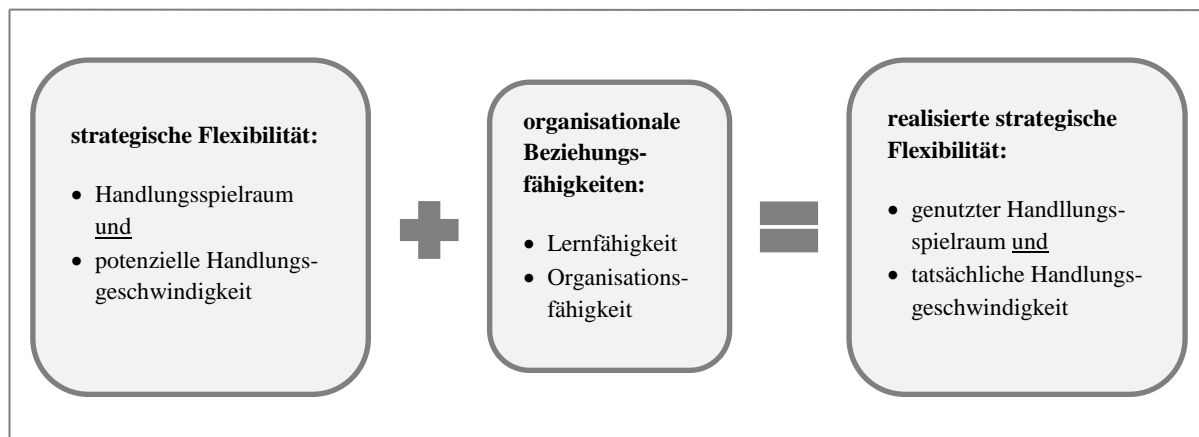 strategische Flexibilität:
• Handlungsspielraum
und
• potenzielle Handlungs-
geschwindigkeit
organisationale
Beziehungs-
fähigkeiten:
• Lernfähigkeit
• Organisations-
fähigkeit
realisierte strategische
Flexibilität:
• genutzter Handllungs-
spielraum und
• tatsächliche Handlungs-
geschwindigkeit